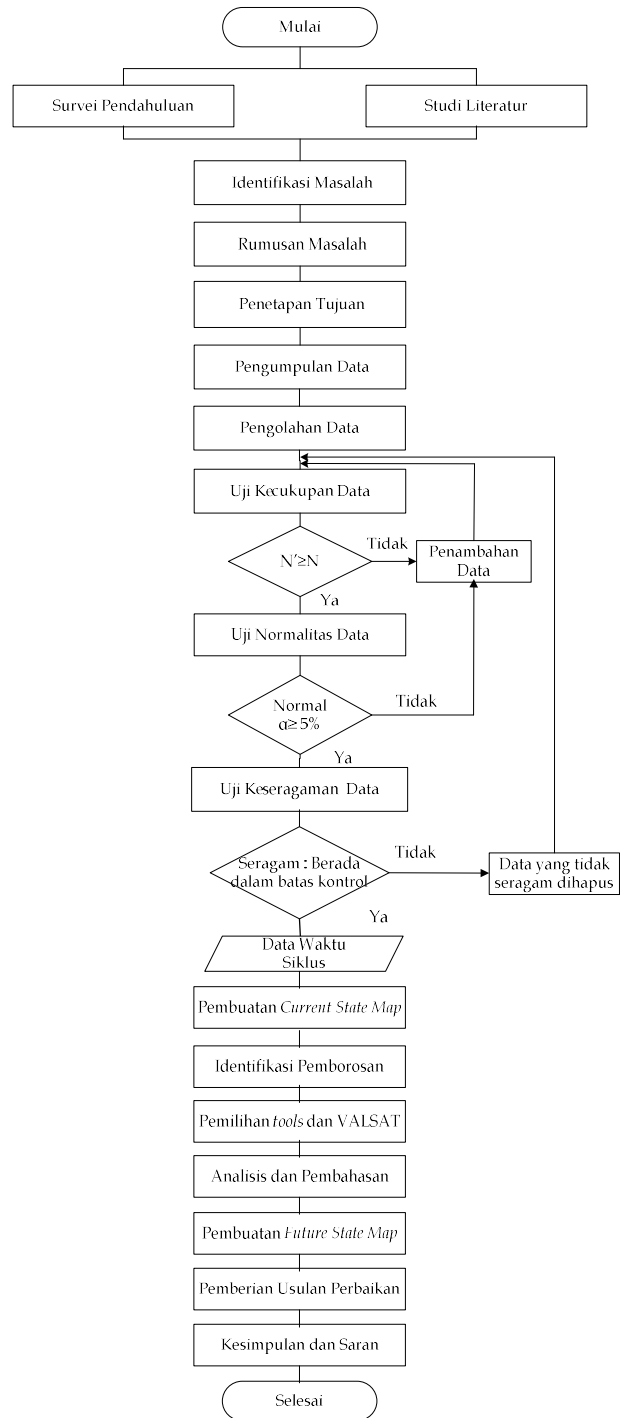 Mulai
Survei Pendahuluan
Studi Literatur
Identifikasi Masalah
Rumusan Masalah
Penetapan Tujuan
Pengumpulan Data
Pengolahan Data
Uji Kecukupan Data
N'≥N
Tidak
Penambahan
Data
Ya
Uji Normalitas Data
Normal
α≥5%
Tidak
Ya
Uji Keseragaman Data
Seragam : Berada
dalam batas kontrol
Tidak
Data yang tidak
seragam dihapus
Ya
Data Waktu
Siklus
Pembuatan Current State Map
Identifikasi Pemborosan
Pemilihan tools dan VALSAT
Analisis dan Pembahasan
Pembuatan Future State Map
Pemberian Usulan Perbaikan
Kesimpulan dan Saran
Selesai